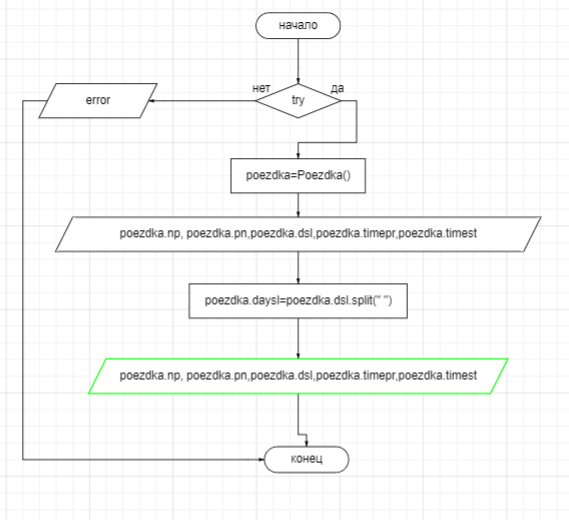 начало
нет
да
try
error
poezdka=Poezdka()
poezdka.np, poezdka.pn,poezdka.dsl,poezdka.timepr,poezdka.timest
poezdka.daysl=poezdka.dsl.split(" ")
poezdka.np, poezdka.pn,poezdka.dsl,poezdka.timepr,poezdka.timest
конец